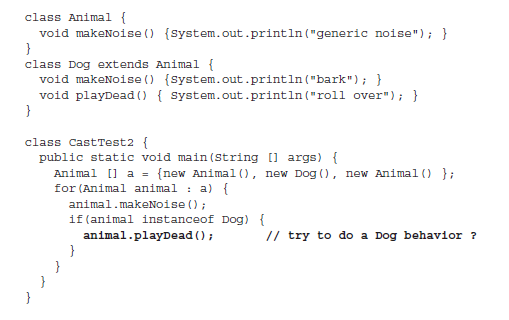 class Animal {
  void makeNoise() {System.out.println("generic noise"); }
}
class Dog extends Animal {
  void makeNoise() {System.out.println("bark"); }
  void playDead() { System.out.println("roll over"); }
}

class CastTest2 {
  public static void main(String [] args) {
    Animal [] a = {new Animal(), new Dog(), new Animal() };
    for(Animal animal : a) {
      animal.makeNoise();
      if(animal instanceof Dog) {
        animal.playDead();       // try to do a Dog behavior ?
      }
    }
  }
}